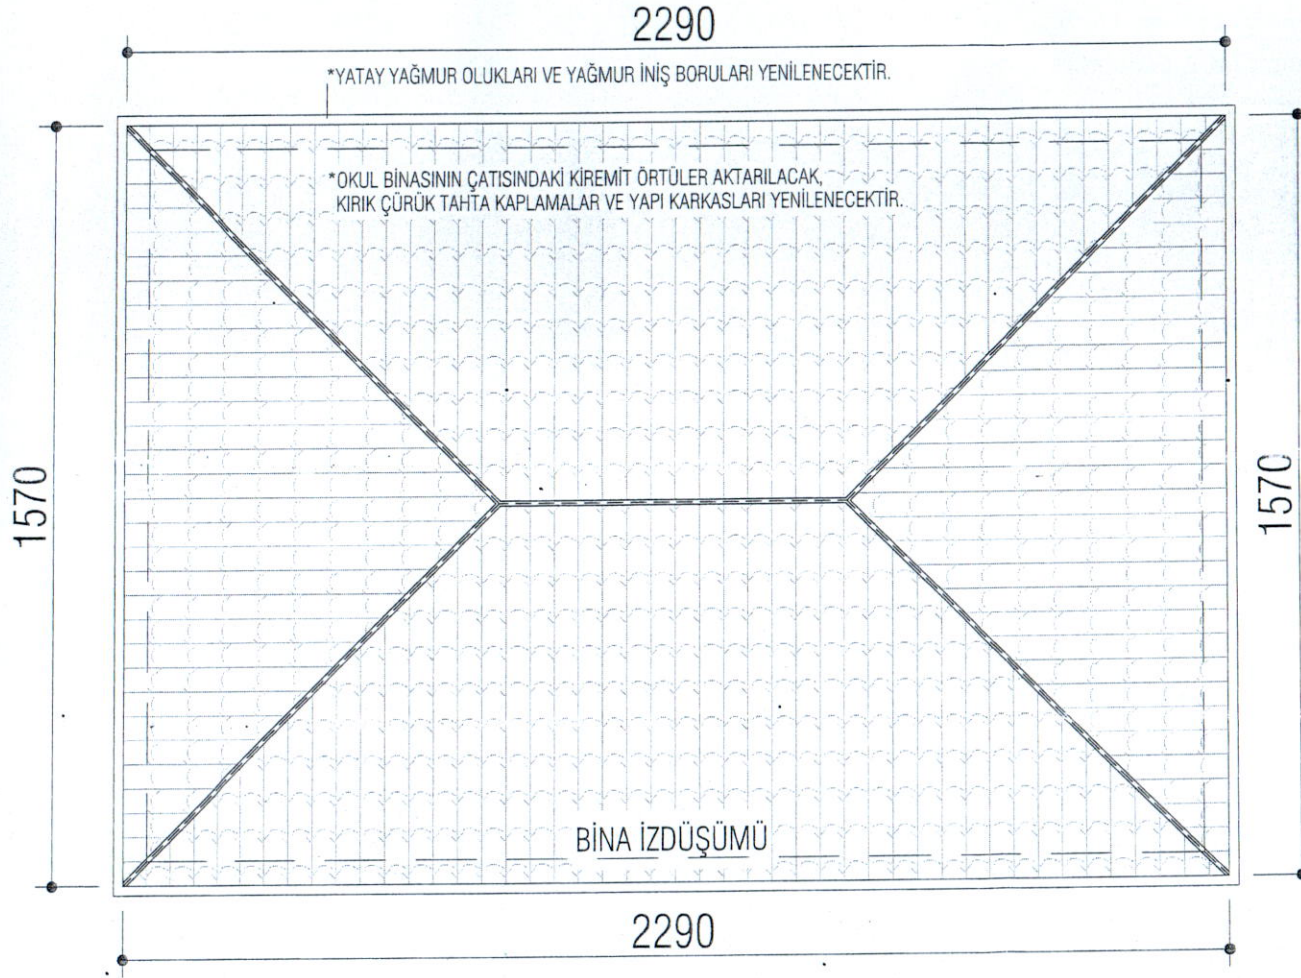 2290
*YATAY YAĞMUR OLUKLARI VE YAĞMUR İNİŞ BORULARI YENİLENECEKTİR.
*OKUL BİNASININ ÇATISINDAKİ KİREMİT ÖRTÜLER AKTARILACAK,
KIRIK ÇÜRÜK TAHTA KAPLAMALAR VE YAPI KARKASLARI YENİLENECEKTİR.
1570
1570
BİNA İZDÜŞÜMÜ
2290